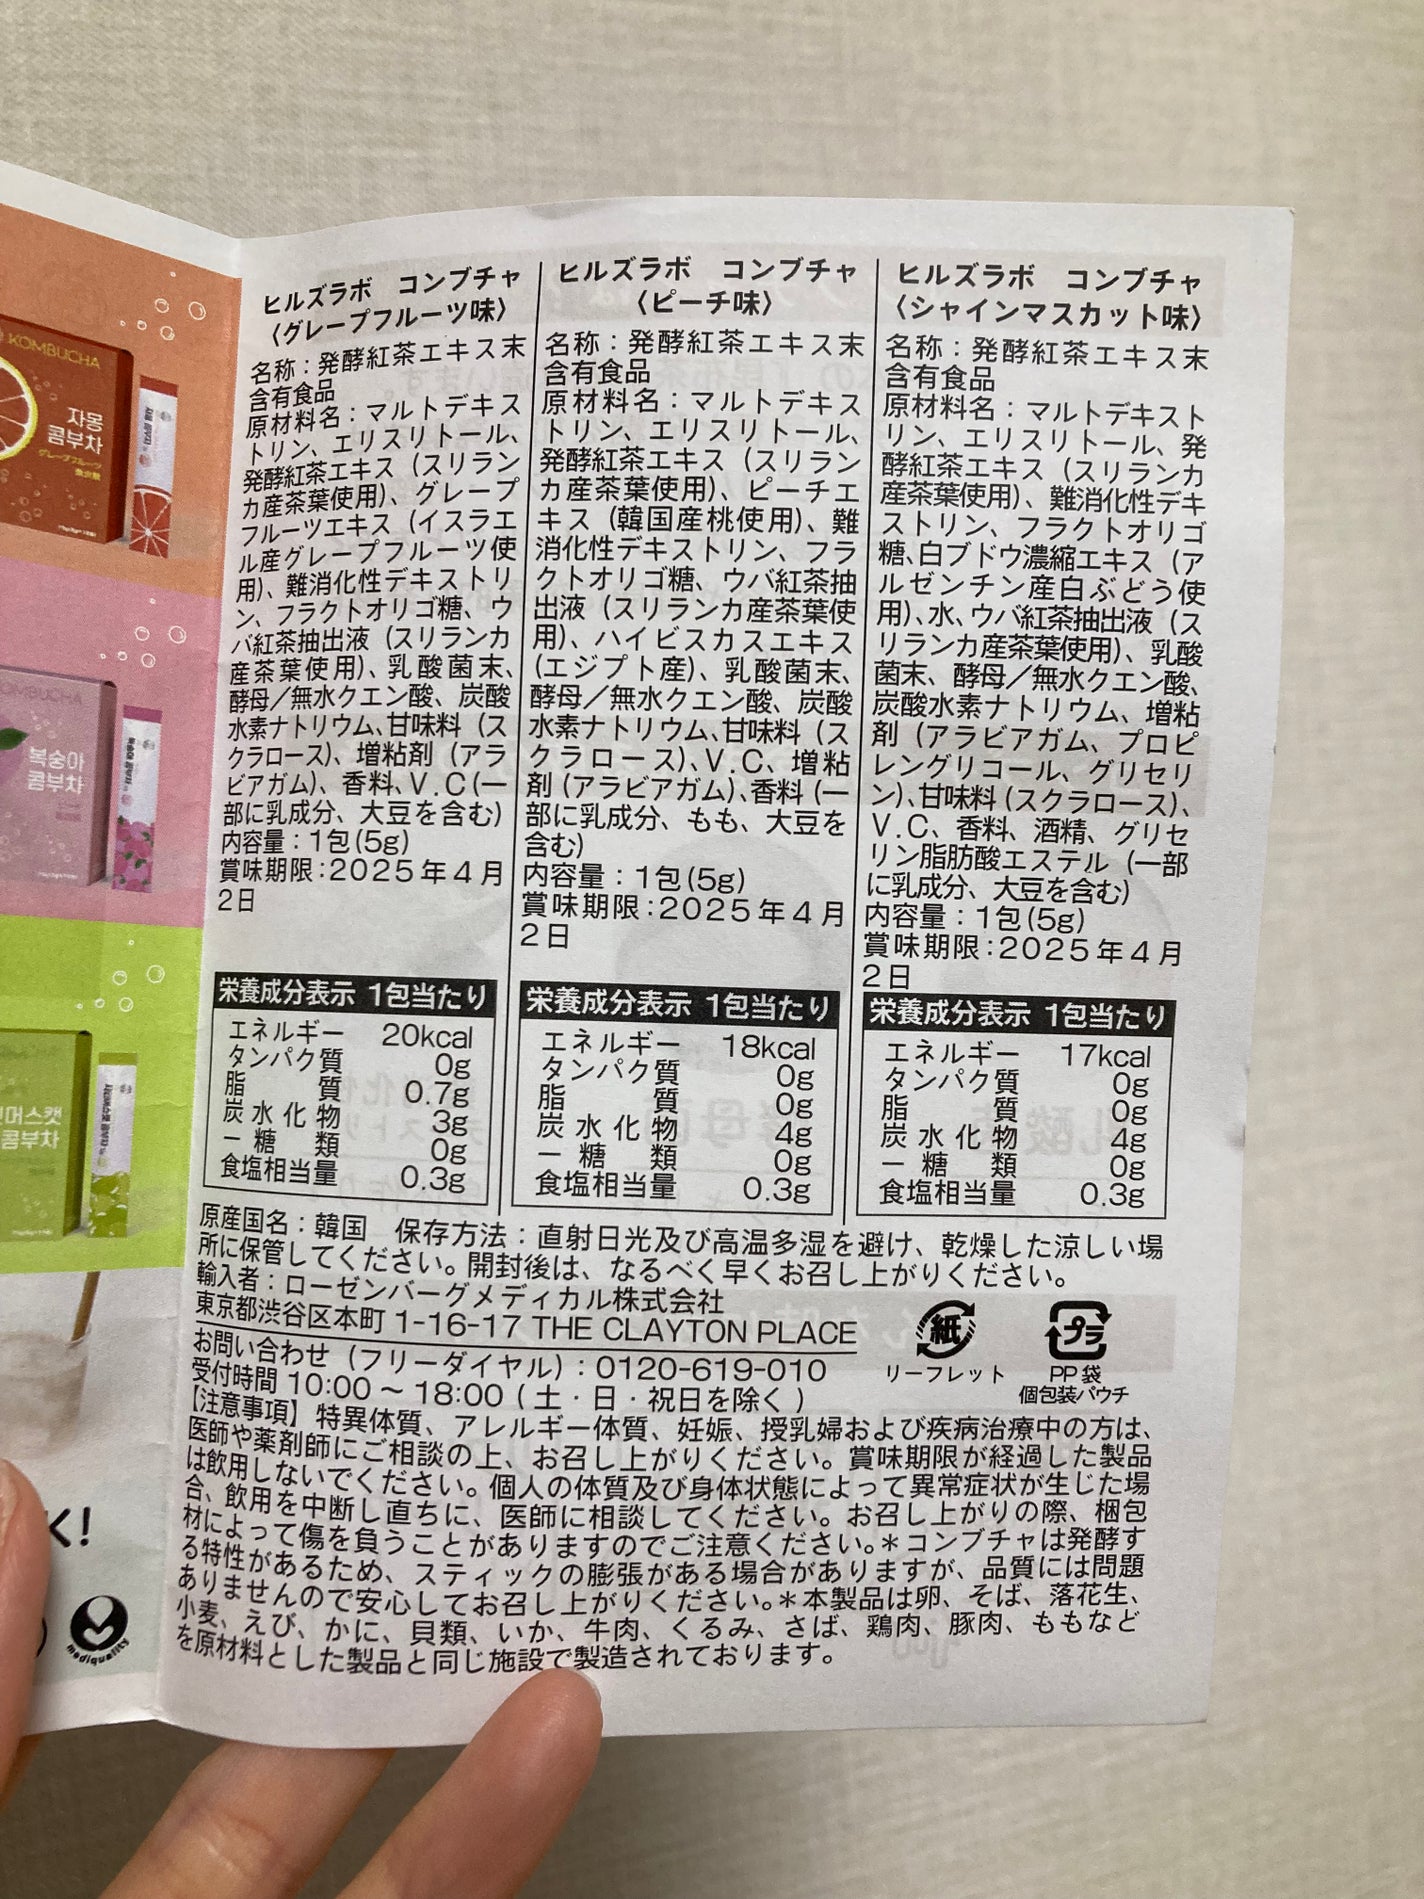 KOMBUCHA
자몽
콤부차
グレープフルーツ
KOMBUCHA
복숭아
콤부차
머스캣
콤부차
K!
mediquality
ヒルズラボ コンブチャ
〈グレープフルーツ味〉
名称：発酵紅茶エキス末
含有食品
原材料名：マルトデキス
トリン、エリスリトール、
発酵紅茶エキス（スリラン
カ産茶葉使用）、グレープ
フルーツエキス（イスラエ
ル産グレープフルーツ使
用）、難消化性デキストリ
ン、フラクトオリゴ糖、ウ
バ紅茶抽出液（スリランカ
産茶葉使用）、乳酸菌末、
酵母／無水クエン酸、炭酸
水素ナトリウム、甘味料（ス
クラロース）、増粘剤（アラ
ビアガム）、香料、V.C（一
部に乳成分、大豆を含む）
内容量：1包(5g)
賞味期限：2025年4月
2日
栄養成分表示 1包当たり
エネルギー 20kcal
タンパク質 0g
脂質 0.7g
炭水化物 3g
－糖類 0g
食塩相当量 0.3g
ヒルズラボ コンブチャ
〈ピーチ味〉
名称：発酵紅茶エキス末
含有食品
原材料名：マルトデキス
トリン、エリスリトール、
発酵紅茶エキス（スリラン
カ産茶葉使用）、ピーチエ
キス（韓国産桃使用）、難
消化性デキストリン、フラ
クトオリゴ糖、ウバ紅茶抽
出液（スリランカ産茶葉使
用）、ハイビスカスエキス
（エジプト産）、乳酸菌末、
酵母／無水クエン酸、炭酸
水素ナトリウム、甘味料（ス
クラロース）、V.C、増粘
剤（アラビアガム）、香料（一
部に乳成分、もも、大豆を
含む）
内容量：1包(5g)
賞味期限：2025年4月
2日
栄養成分表示 1包当たり
エネルギー 18kcal
タンパク質 0g
脂質 0g
炭水化物 4g
－糖類 0g
食塩相当量 0.3g
ヒルズラボ コンブチャ
〈シャインマスカット味〉
名称：発酵紅茶エキス末
含有食品
原材料名：マルトデキスト
リン、エリスリトール、発
酵紅茶エキス（スリランカ
産茶葉使用）、難消化性デキ
ストリン、フラクトオリゴ
糖、白ブドウ濃縮エキス（ア
ルゼンチン産白ぶどう使
用）、水、ウバ紅茶抽出液（ス
リランカ産茶葉使用）、乳酸
菌末、酵母／無水クエン酸、
炭酸水素ナトリウム、増粘
剤（アラビアガム、プロピ
レングリコール、グリセリ
ン）、甘味料（スクラロース）、
V.C、香料、酒精、グリセ
リン脂肪酸エステル（一部
に乳成分、大豆を含む）
内容量：1包(5g)
賞味期限：2025年4月
2日
栄養成分表示 1包当たり
エネルギー 17kcal
タンパク質 0g
脂質 0g
炭水化物 4g
－糖類 0g
食塩相当量 0.3g
原産国名：韓国 保存方法：直射日光及び高温多湿を避け、乾燥した涼しい場
所に保管してください。開封後は、なるべく早くお召し上がりください。
輸入者：ローゼンバーグメディカル株式会社
東京都渋谷区本町 1-16-17 THE CLAYTON PLACE
お問い合わせ（フリーダイヤル）：0120-619-010
受付時間 10:00 ～ 18:00（土・日・祝日を除く）
紙
リーフレット
プラ
PP袋
個包装パウチ
【注意事項】特異体質、アレルギー体質、妊娠、授乳婦および疾病治療中の方は、
医師や薬剤師にご相談の上、お召し上がりください。賞味期限が経過した製品
は飲用しないでください。個人の体質及び身体状態によって異常症状が生じた場
合、飲用を中断し直ちに、医師に相談してください。お召し上がりの際、梱包
材によって傷を負うことがありますのでご注意ください。＊コンブチャは発酵す
る特性があるため、スティックの膨張がある場合がありますが、品質には問題
ありませんので安心してお召し上がりください。＊本製品は卵、そば、落花生、
小麦、えび、かに、貝類、いか、牛肉、くるみ、さば、鶏肉、豚肉、ももなど
を原材料とした製品と同じ施設で製造されております。